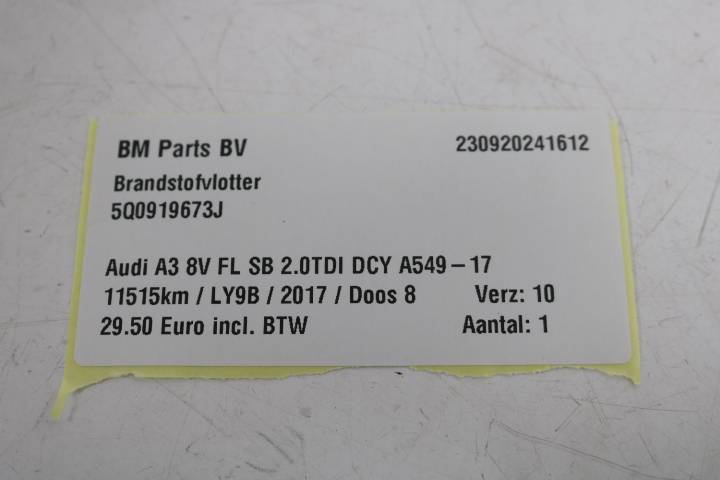 BM Parts BV 230920241612
Brandstofvlotter
5Q0919673J
Audi A3 8V FL SB 2.0TDI DCY A549-17
11515km / LY9B / 2017 / Doos 8 Verz: 10
29.50 Euro incl. BTW Aantal: 1